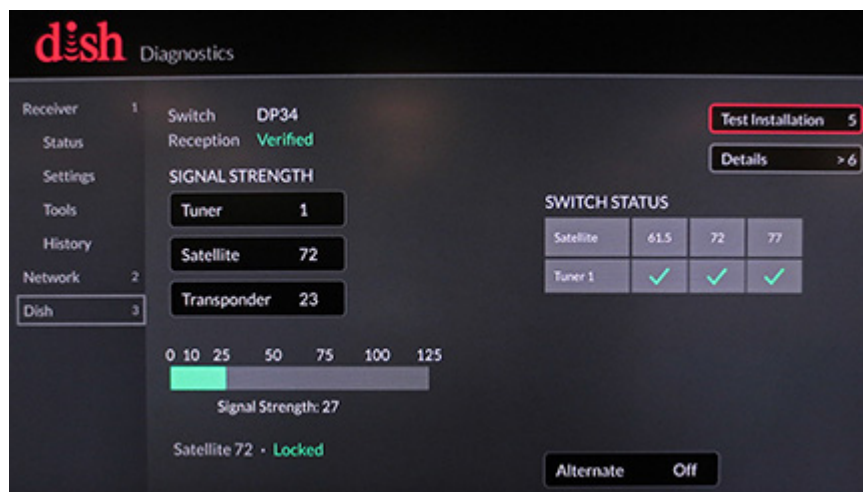 dish Diagnostics
Receiver 1
Status
Settings
Tools
History
Network 2
Dish 3
Switch DP34
Reception Verified
SIGNAL STRENGTH
Tuner 1
Satellite 72
Transponder 23
0 10 25 50 75 100 125
Signal Strength: 27
Satellite 72 • Locked
Test Installation 5
Details >6
SWITCH STATUS
Satellite 61.5 72 77
Tuner 1 ✓ ✓ ✓
Alternate Off